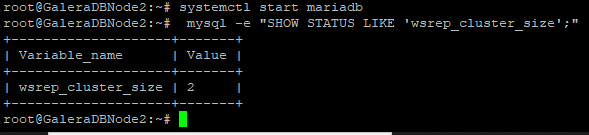 root@GaleraDBNode2:~# systemctl start mariadb
root@GaleraDBNode2:~#  mysql -e "SHOW STATUS LIKE 'wsrep_cluster_size';"
+--------------------+-------+
| Variable_name      | Value |
+--------------------+-------+
| wsrep_cluster_size | 2     |
+--------------------+-------+
root@GaleraDBNode2:~#